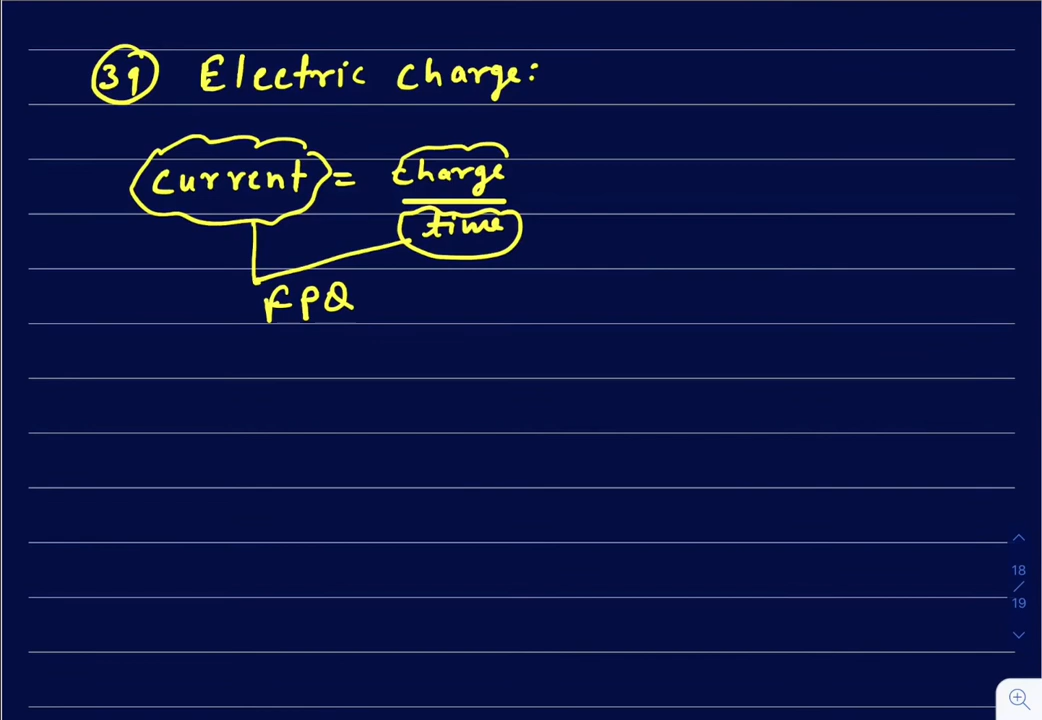 39 Electric charge:
current = charge
time
FPQ
18
/
19